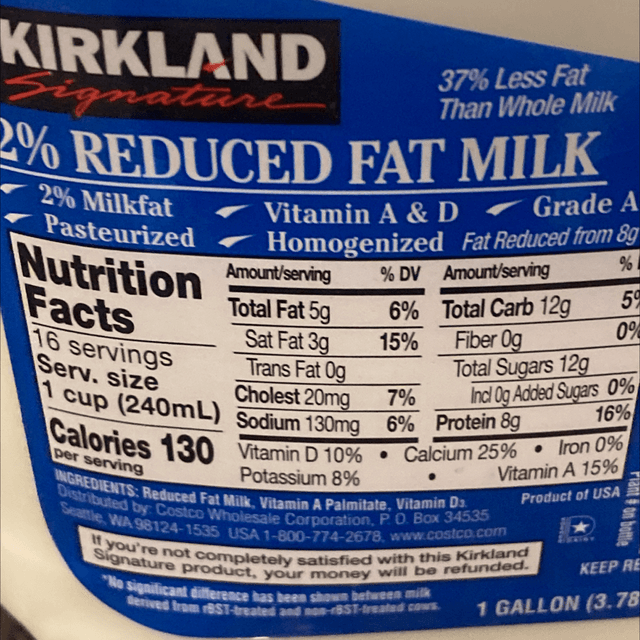 KIRKLAND
Signature
37% Less Fat
Than Whole Milk
2% REDUCED FAT MILK
2% Milkfat Vitamin A & D Grade A
Pasteurized Homogenized Fat Reduced from 8g
Nutrition
Facts
16 servings
Serv. size
1 cup (240mL)
Calories 130
per serving
Amount/serving % DV
Total Fat 5g 6%
Sat Fat 3g 15%
Trans Fat 0g
Cholest 20mg 7%
Sodium 130mg 6%
Amount/serving %
Total Carb 12g 5%
Fiber 0g 0%
Total Sugars 12g
Incl 0g Added Sugars 0%
Protein 8g 16%
Vitamin D 10% • Calcium 25% • Iron 0%
Potassium 8% • Vitamin A 15%
INGREDIENTS: Reduced Fat Milk, Vitamin A Palmitate, Vitamin D3
Distributed by: Costco Wholesale Corporation, P.O. Box 34535
Seattle, WA 98124-1535 USA 1-800-774-2678, www.costco.com
Product of USA
If you're not completely satisfied with this Kirkland
Signature product, your money will be refunded.
*No significant difference has been shown between milk
derived from rBST-treated and non-rBST-treated cows.
KEEP RE
1 GALLON (3.78
on bottle